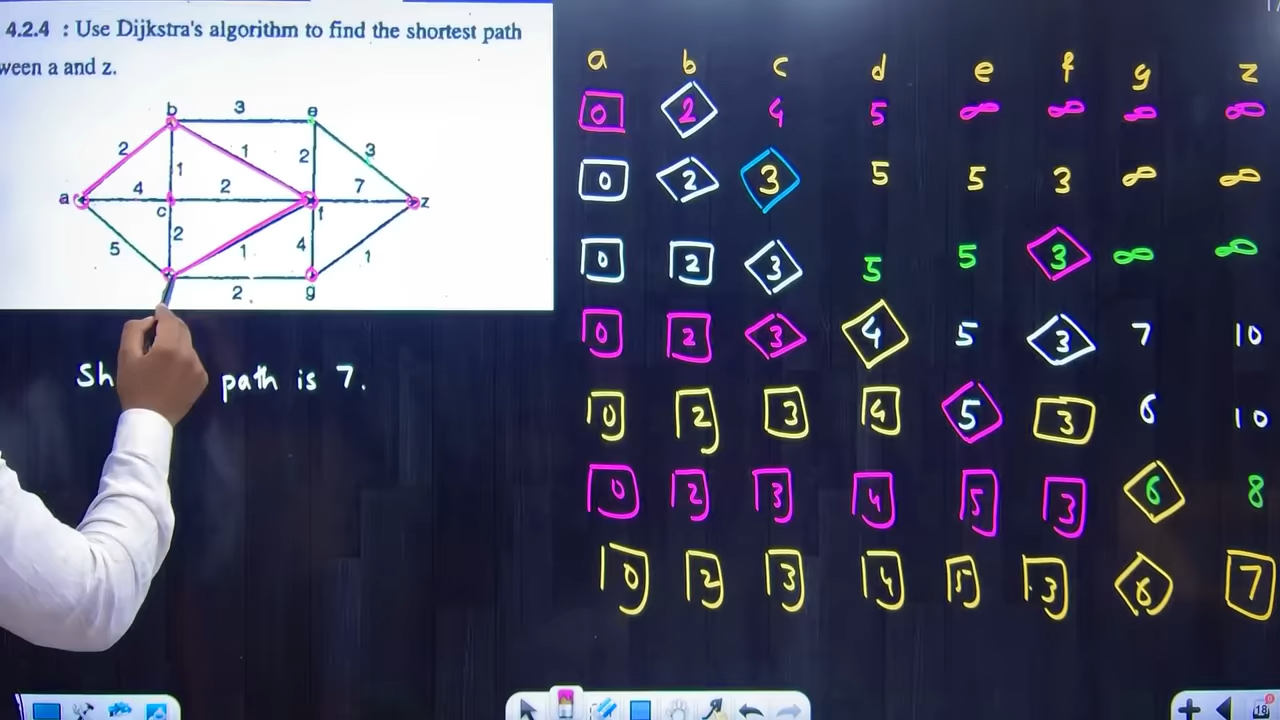 4.2.4 : Use Dijkstra's algorithm to find the shortest path
ween a and z.
b 3 e
2 1 1 2 3
a 4 c 2 f 7 z
5 2 1 4 1
2 g
Sh path is 7.
a b c d e f g z
0 2 4 5 ∞ ∞ ∞ ∞
0 2 3 5 5 3 ∞ ∞
0 2 3 5 5 3 ∞ ∞
0 2 3 4 5 3 7 10
0 2 3 4 5 3 6 10
0 2 3 4 5 3 6 8
0 2 3 4 5 3 6 7
18